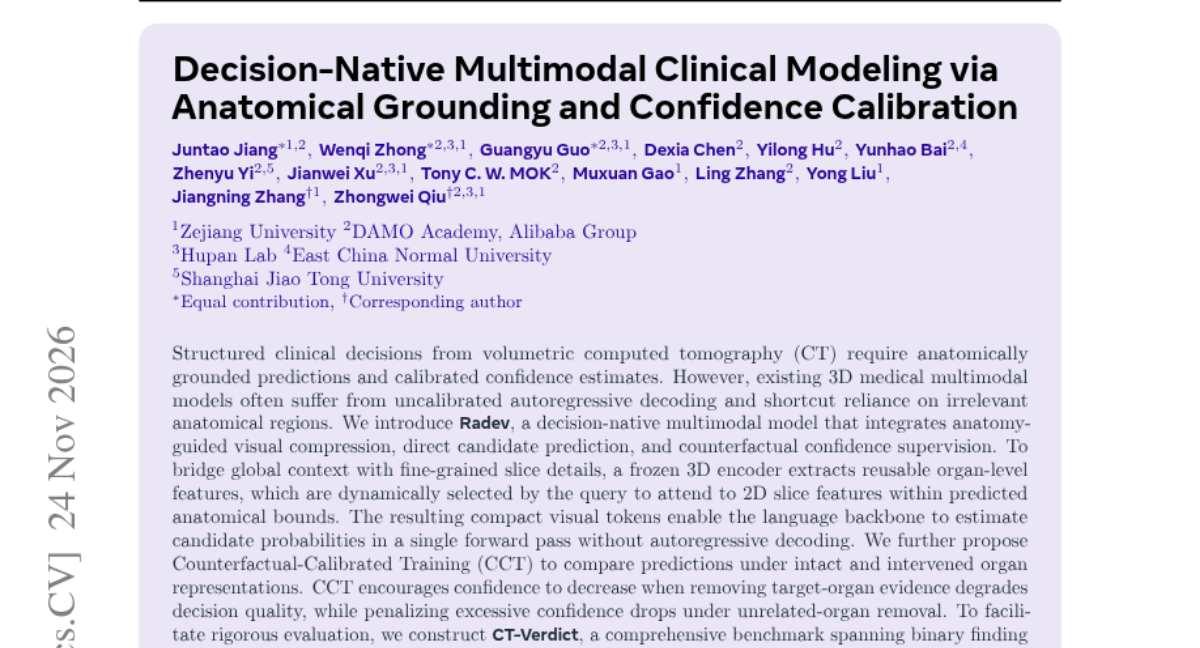 Decision-Native Multimodal Clinical Modeling via
Anatomical Grounding and Confidence Calibration
Juntao Jiang*1,2, Wenqi Zhong*2,3,1, Guangyu Guo*2,3,1, Dexia Chen2, Yilong Hu2, Yunhao Bai2,4,
Zhenyu Yi2,5, Jianwei Xu2,3,1, Tony C. W. MOK2, Muxuan Gao1, Ling Zhang2, Yong Liu1,
Jiangning Zhang†1, Zhongwei Qiu†2,3,1
1Zejiang University 2DAMO Academy, Alibaba Group
3Hupan Lab 4East China Normal University
5Shanghai Jiao Tong University
*Equal contribution, †Corresponding author
Structured clinical decisions from volumetric computed tomography (CT) require anatomically
grounded predictions and calibrated confidence estimates. However, existing 3D medical multimodal
models often suffer from uncalibrated autoregressive decoding and shortcut reliance on irrelevant
anatomical regions. We introduce Radev, a decision-native multimodal model that integrates anatomy-
guided visual compression, direct candidate prediction, and counterfactual confidence supervision. To
bridge global context with fine-grained slice details, a frozen 3D encoder extracts reusable organ-level
features, which are dynamically selected by the query to attend to 2D slice features within predicted
anatomical bounds. The resulting compact visual tokens enable the language backbone to estimate
candidate probabilities in a single forward pass without autoregressive decoding. We further propose
Counterfactual-Calibrated Training (CCT) to compare predictions under intact and intervened organ
representations. CCT encourages confidence to decrease when removing target-organ evidence degrades
decision quality, while penalizing excessive confidence drops under unrelated-organ removal. To facili-
tate rigorous evaluation, we construct CT-Verdict, a comprehensive benchmark spanning binary finding
cs.CV] 24 Nov 2026